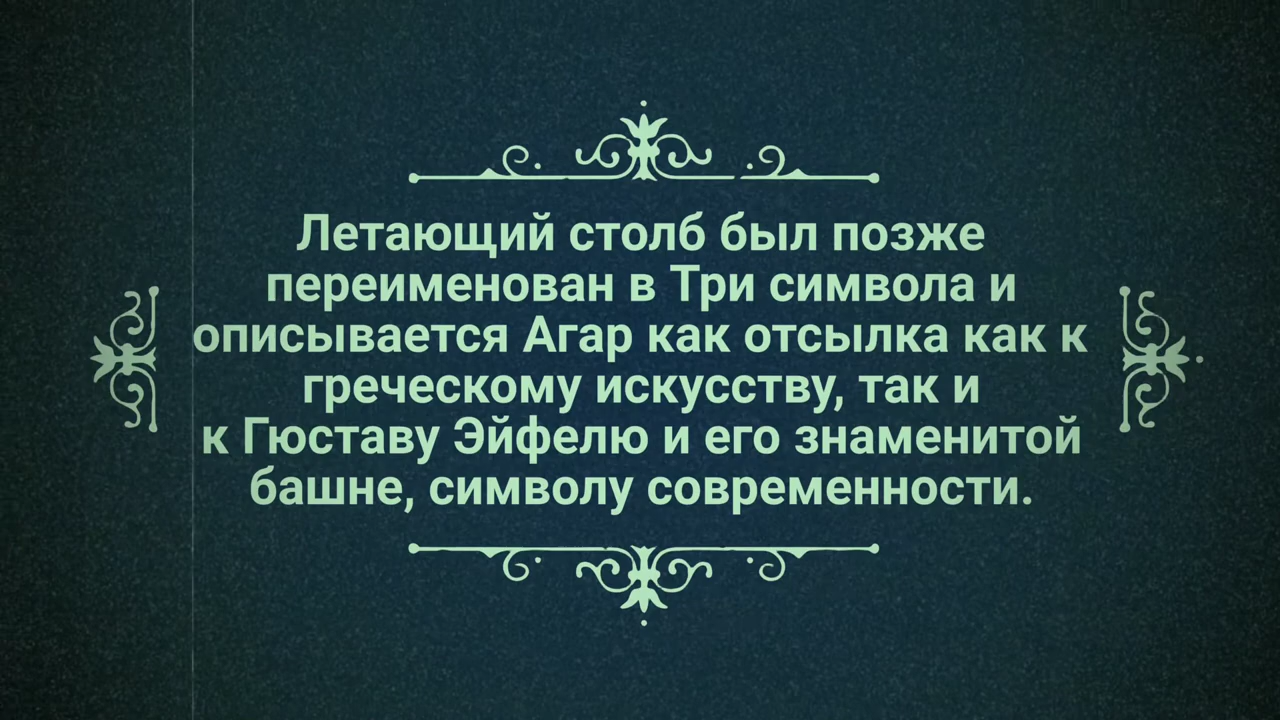 Летающий столб был позже
переименован в Три символа и
описывается Агар как отсылка как к
греческому искусству, так и
к Гюставу Эйфелю и его знаменитой
башне, символу современности.